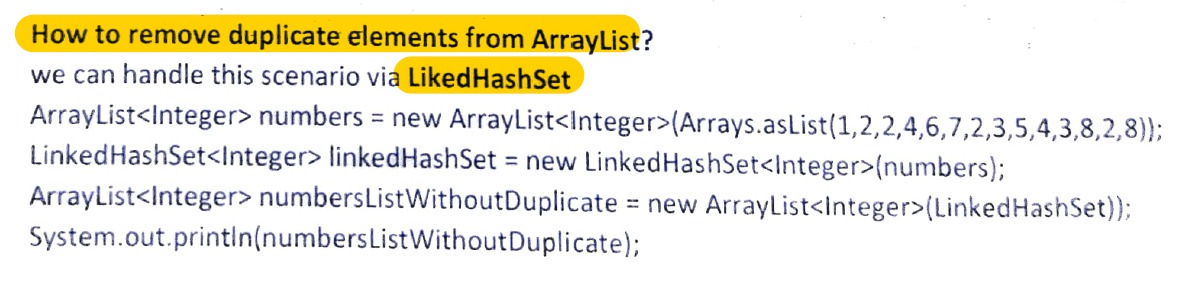 How to remove duplicate elements from ArrayList?
we can handle this scenario via LikedHashSet
ArrayList<Integer> numbers = new ArrayList<Integer>(Arrays.asList(1,2,2,4,6,7,2,3,5,4,3,8,2,8));
LinkedHashSet<Integer> linkedHashSet = new LinkedHashSet<Integer>(numbers);
ArrayList<Integer> numbersListWithoutDuplicate = new ArrayList<Integer>(LinkedHashSet));
System.out.println(numbersListWithoutDuplicate);